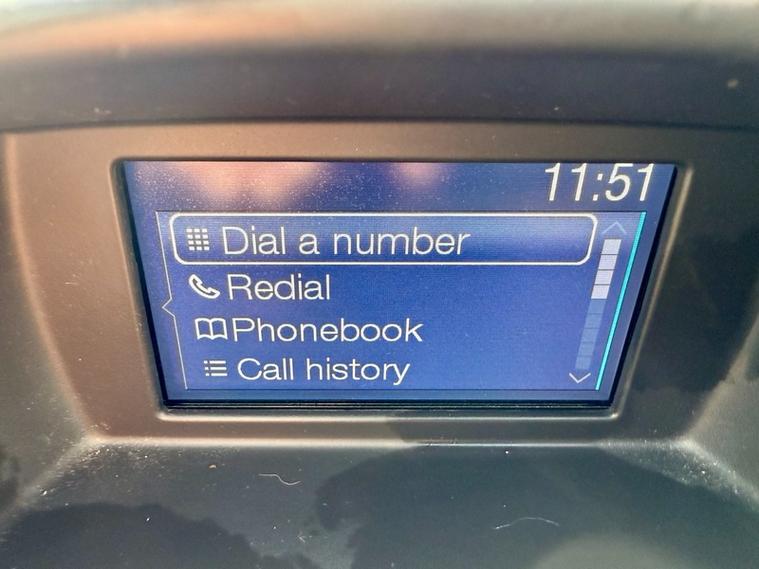 11:51
Dial a number
Redial
Phonebook
Call history